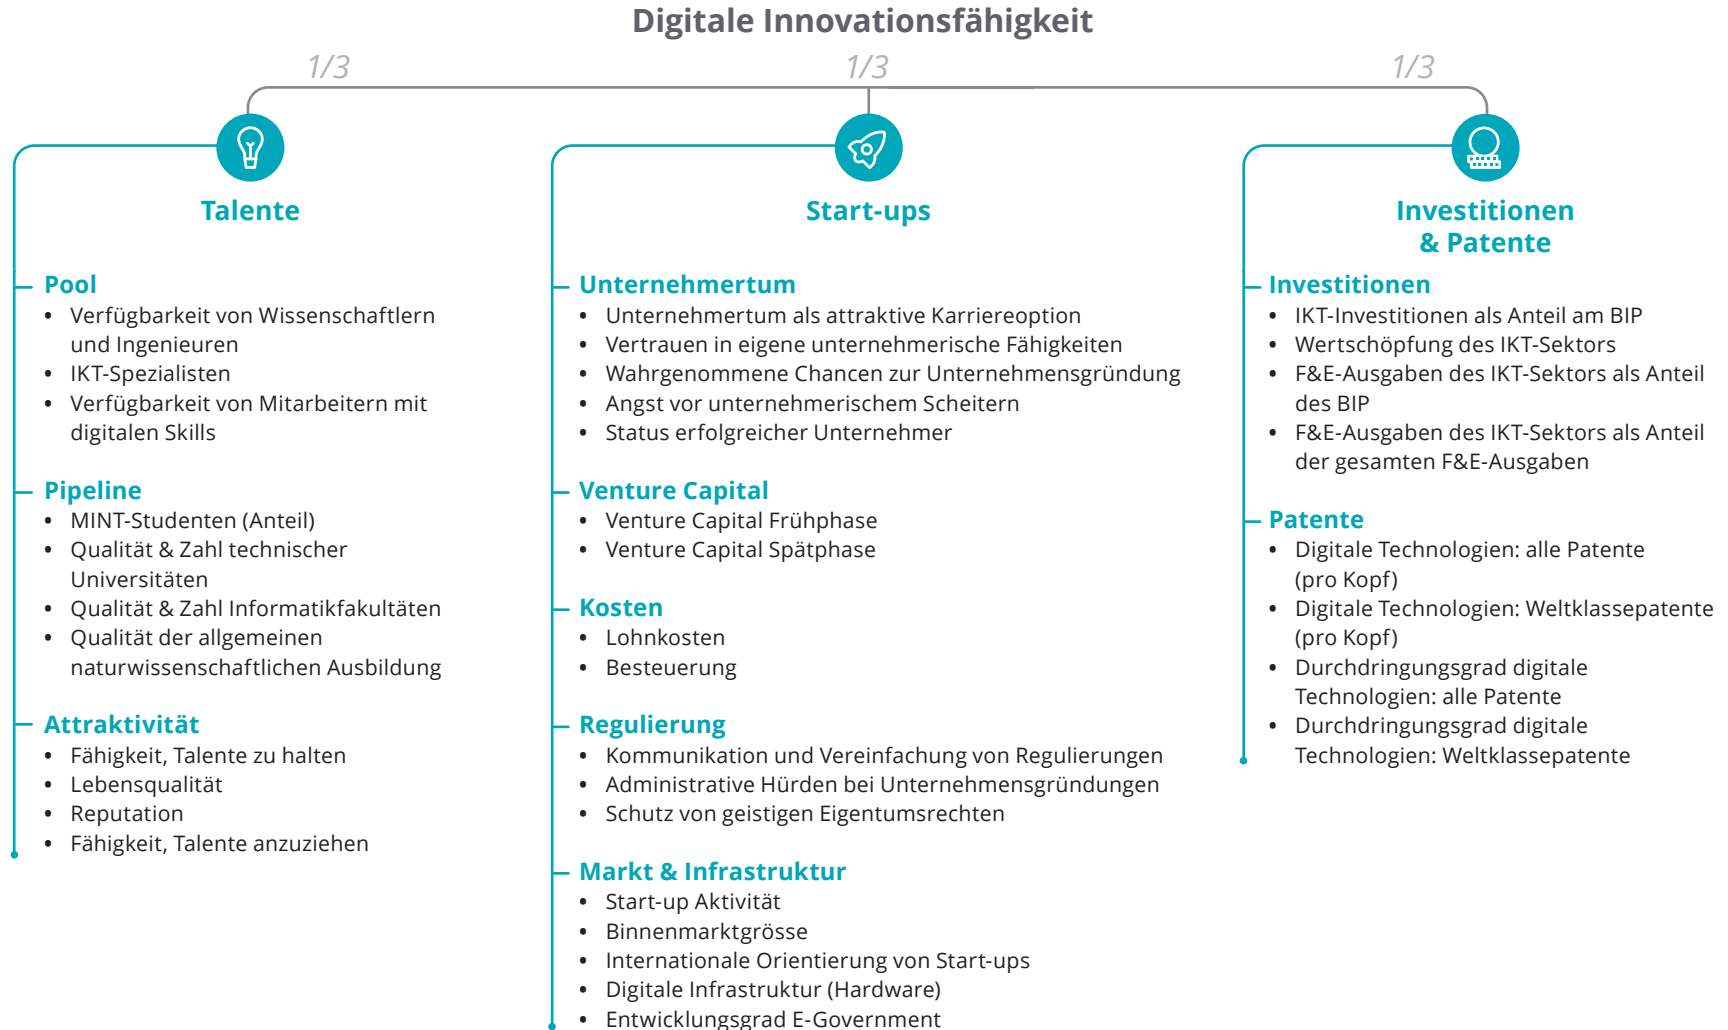 Digitale Innovationsfähigkeit
1/3
1/3
1/3
Talente
Pool
• Verfügbarkeit von Wissenschaftlern
und Ingenieuren
• IKT-Spezialisten
• Verfügbarkeit von Mitarbeitern mit
digitalen Skills
Pipeline
• MINT-Studenten (Anteil)
• Qualität & Zahl technischer
Universitäten
• Qualität & Zahl Informatikfakultäten
• Qualität der allgemeinen
naturwissenschaftlichen Ausbildung
Attraktivität
• Fähigkeit, Talente zu halten
• Lebensqualität
• Reputation
• Fähigkeit, Talente anzuziehen
Start-ups
Unternehmertum
• Unternehmertum als attraktive Karriereoption
• Vertrauen in eigene unternehmerische Fähigkeiten
• Wahrgenommene Chancen zur Unternehmensgründung
• Angst vor unternehmerischem Scheitern
• Status erfolgreicher Unternehmer
Venture Capital
• Venture Capital Frühphase
• Venture Capital Spätphase
Kosten
• Lohnkosten
• Besteuerung
Regulierung
• Kommunikation und Vereinfachung von Regulierungen
• Administrative Hürden bei Unternehmensgründungen
• Schutz von geistigen Eigentumsrechten
Markt & Infrastruktur
• Start-up Aktivität
• Binnenmarktgrösse
• Internationale Orientierung von Start-ups
• Digitale Infrastruktur (Hardware)
• Entwicklungsgrad E-Government
Investitionen
& Patente
Investitionen
• IKT-Investitionen als Anteil am BIP
• Wertschöpfung des IKT-Sektors
• F&E-Ausgaben des IKT-Sektors als Anteil
des BIP
• F&E-Ausgaben des IKT-Sektors als Anteil
der gesamten F&E-Ausgaben
Patente
• Digitale Technologien: alle Patente
(pro Kopf)
• Digitale Technologien: Weltklassepatente
(pro Kopf)
• Durchdringungsgrad digitale
Technologien: alle Patente
• Durchdringungsgrad digitale
Technologien: Weltklassepatente